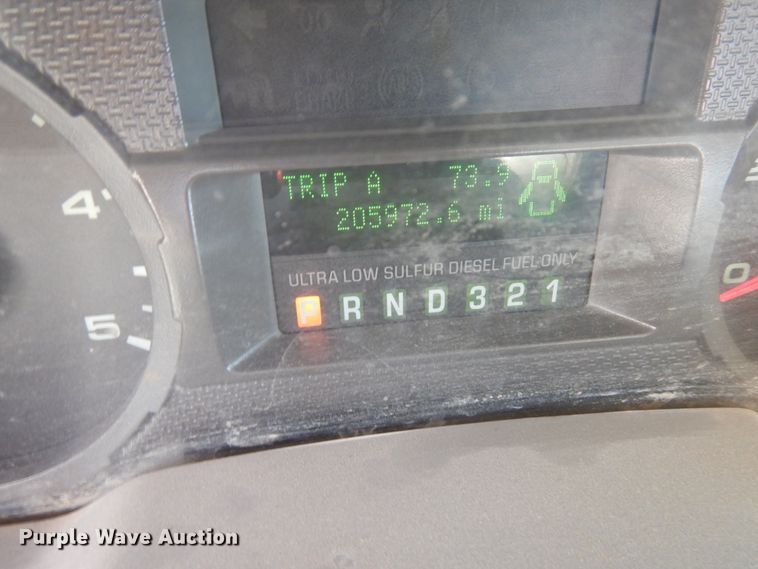 TRIP A 73.9
205972.6 mi
ULTRA LOW SULFUR DIESEL FUEL ONLY
P R N D 3 2 1
4
5
0
Purple Wave Auction®